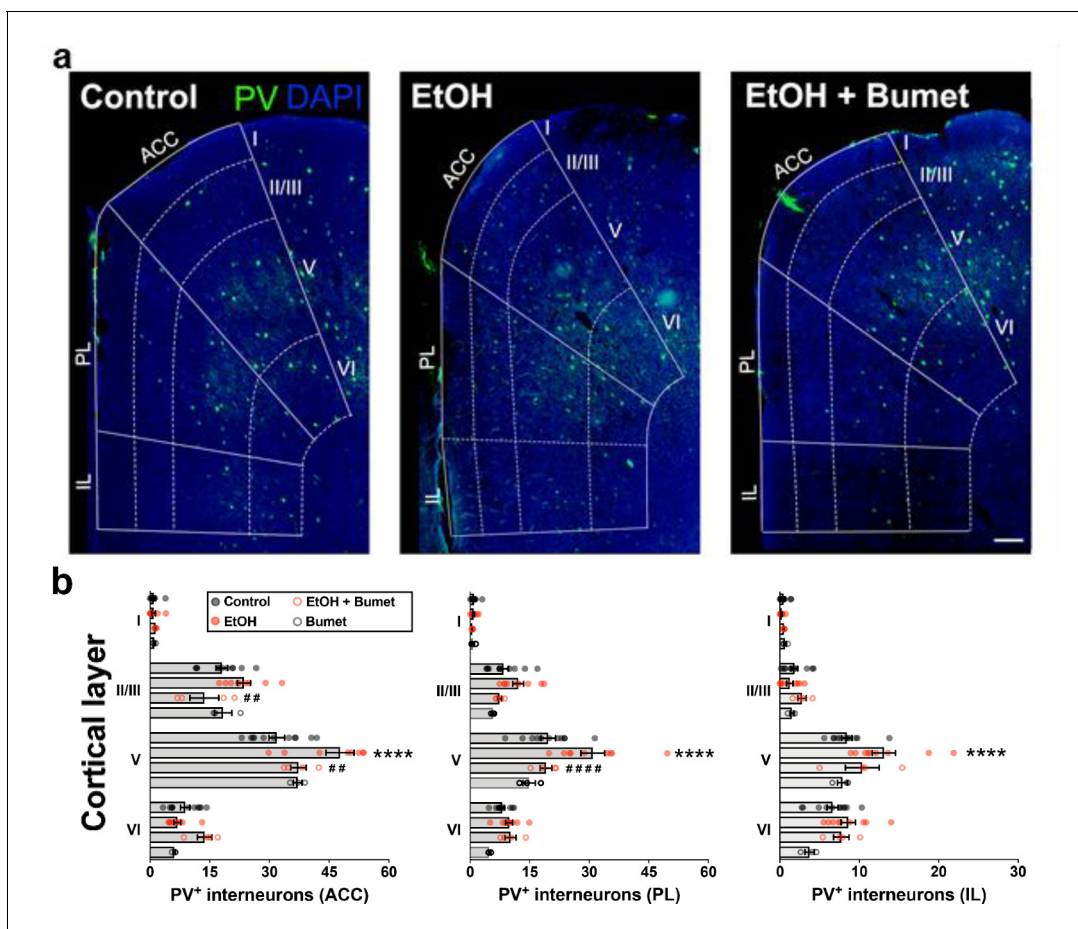 a
Control PV DAPI
ACC
I
II/III
V
VI
PL
IL
EtOH
ACC
I
II/III
V
VI
PL
IL
EtOH + Bumet
ACC
I
II/III
V
VI
PL
IL
b
Cortical layer
Control
EtOH + Bumet
EtOH
Bumet
I
II/III
##
V
****
##
VI
0 15 30 45 60
PV⁺ interneurons (ACC)
I
II/III
V
****
####
VI
0 15 30 45 60
PV⁺ interneurons (PL)
I
II/III
V
****
VI
0 10 20 30
PV⁺ interneurons (IL)